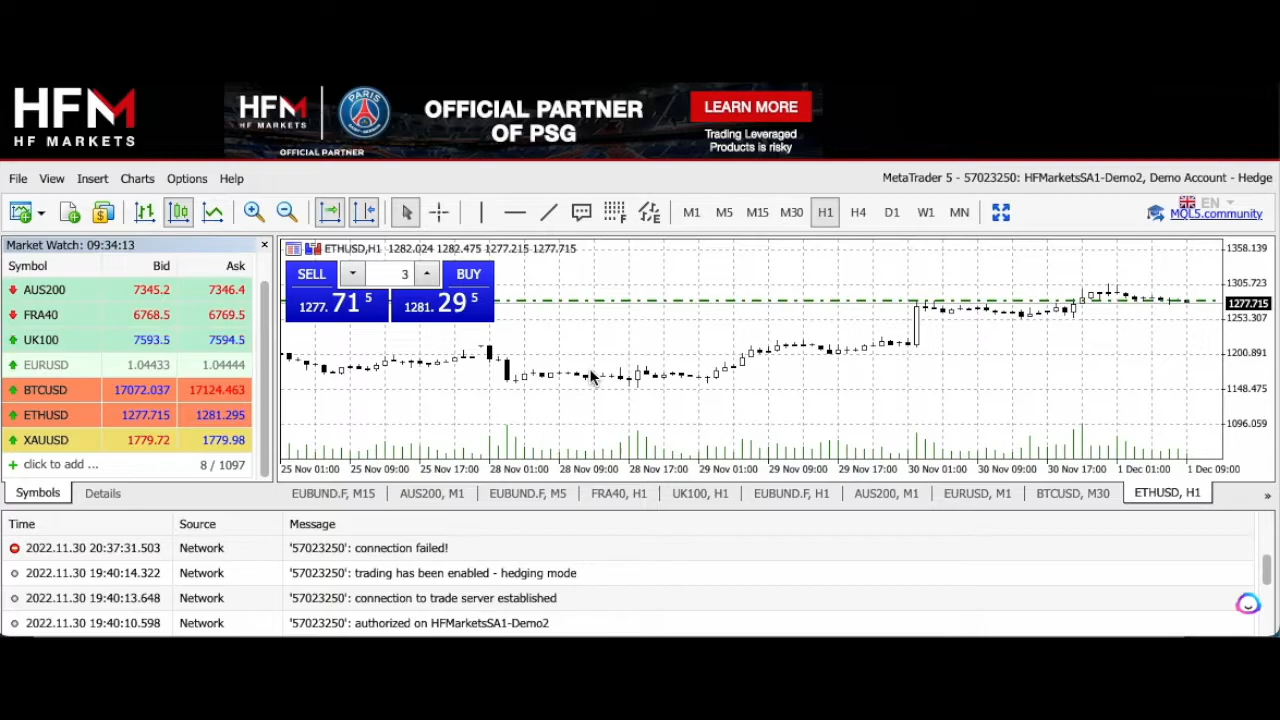 HFM
HF MARKETS
HFM
HF MARKETS
OFFICIAL PARTNER
PARIS
OFFICIAL PARTNER
OF PSG
LEARN MORE
Trading Leveraged
Products is risky
File View Insert Charts Options Help
MetaTrader 5 - 57023250: HFMarketsSA1-Demo2, Demo Account - Hedge
M1 M5 M15 M30 H1 H4 D1 W1 MN
EN
MQL5.community
Market Watch: 09:34:13
Symbol Bid Ask
AUS200 7345.2 7346.4
FRA40 6768.5 6769.5
UK100 7593.5 7594.5
EURUSD 1.04433 1.04444
BTCUSD 17072.037 17124.463
ETHUSD 1277.715 1281.295
XAUUSD 1779.72 1779.98
click to add ... 8 / 1097
Symbols Details
ETHUSD,H1 1282.024 1282.475 1277.215 1277.715
SELL 3 BUY
1277.71 5 1281.29 5
1358.139
1305.723
1277.715
1253.307
1200.891
1148.475
1096.059
25 Nov 01:00 25 Nov 09:00 25 Nov 17:00 28 Nov 01:00 28 Nov 09:00 28 Nov 17:00 29 Nov 01:00 29 Nov 09:00 29 Nov 17:00 30 Nov 01:00 30 Nov 09:00 30 Nov 17:00 1 Dec 01:00 1 Dec 09:00
EUBUND.F, M15 AUS200, M1 EUBUND.F, M5 FRA40, H1 UK100, H1 EUBUND.F, H1 AUS200, M1 EURUSD, M1 BTCUSD, M30 ETHUSD, H1
Time Source Message
2022.11.30 20:37:31.503 Network '57023250': connection failed!
2022.11.30 19:40:14.322 Network '57023250': trading has been enabled - hedging mode
2022.11.30 19:40:13.648 Network '57023250': connection to trade server established
2022.11.30 19:40:10.598 Network '57023250': authorized on HFMarketsSA1-Demo2